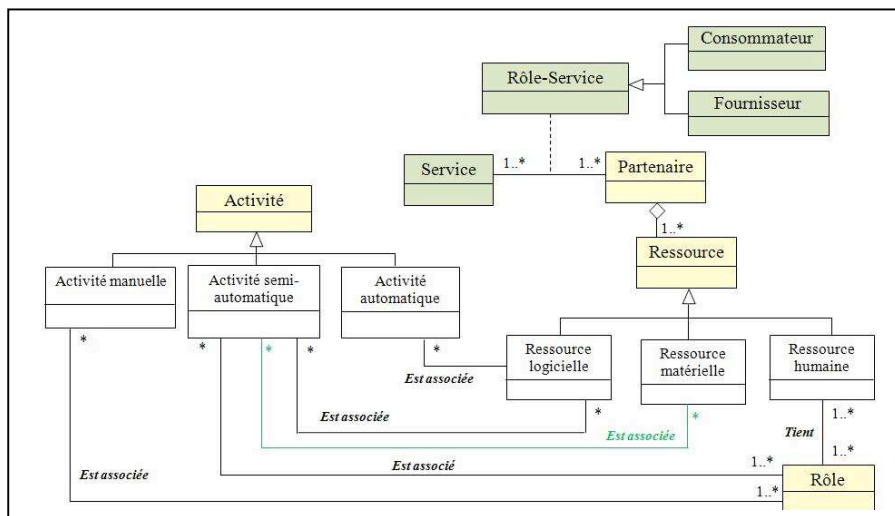 Consommateur
Rôle-Service
Fournisseur
Service
1..*
1..*
Partenaire
Activité
1..*
Ressource
Activité manuelle
Activité semi-
automatique
Activité
automatique
Ressource
logicielle
Ressource
matérielle
Ressource
humaine
*
*
*
*
*
Est associée
*
*
1..*
Est associée
Est associée
Tient
Est associée
Est associé
1..*
1..*
1..*
Rôle